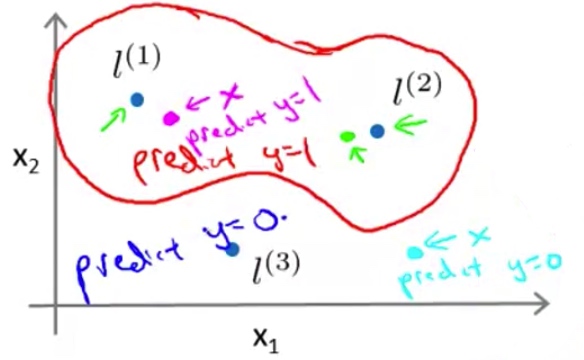 l^(1)
← x
l^(2)
predict y=1
predict y=1
x_2
predict y=0.
← x
l^(3)
predict y=0
x_1